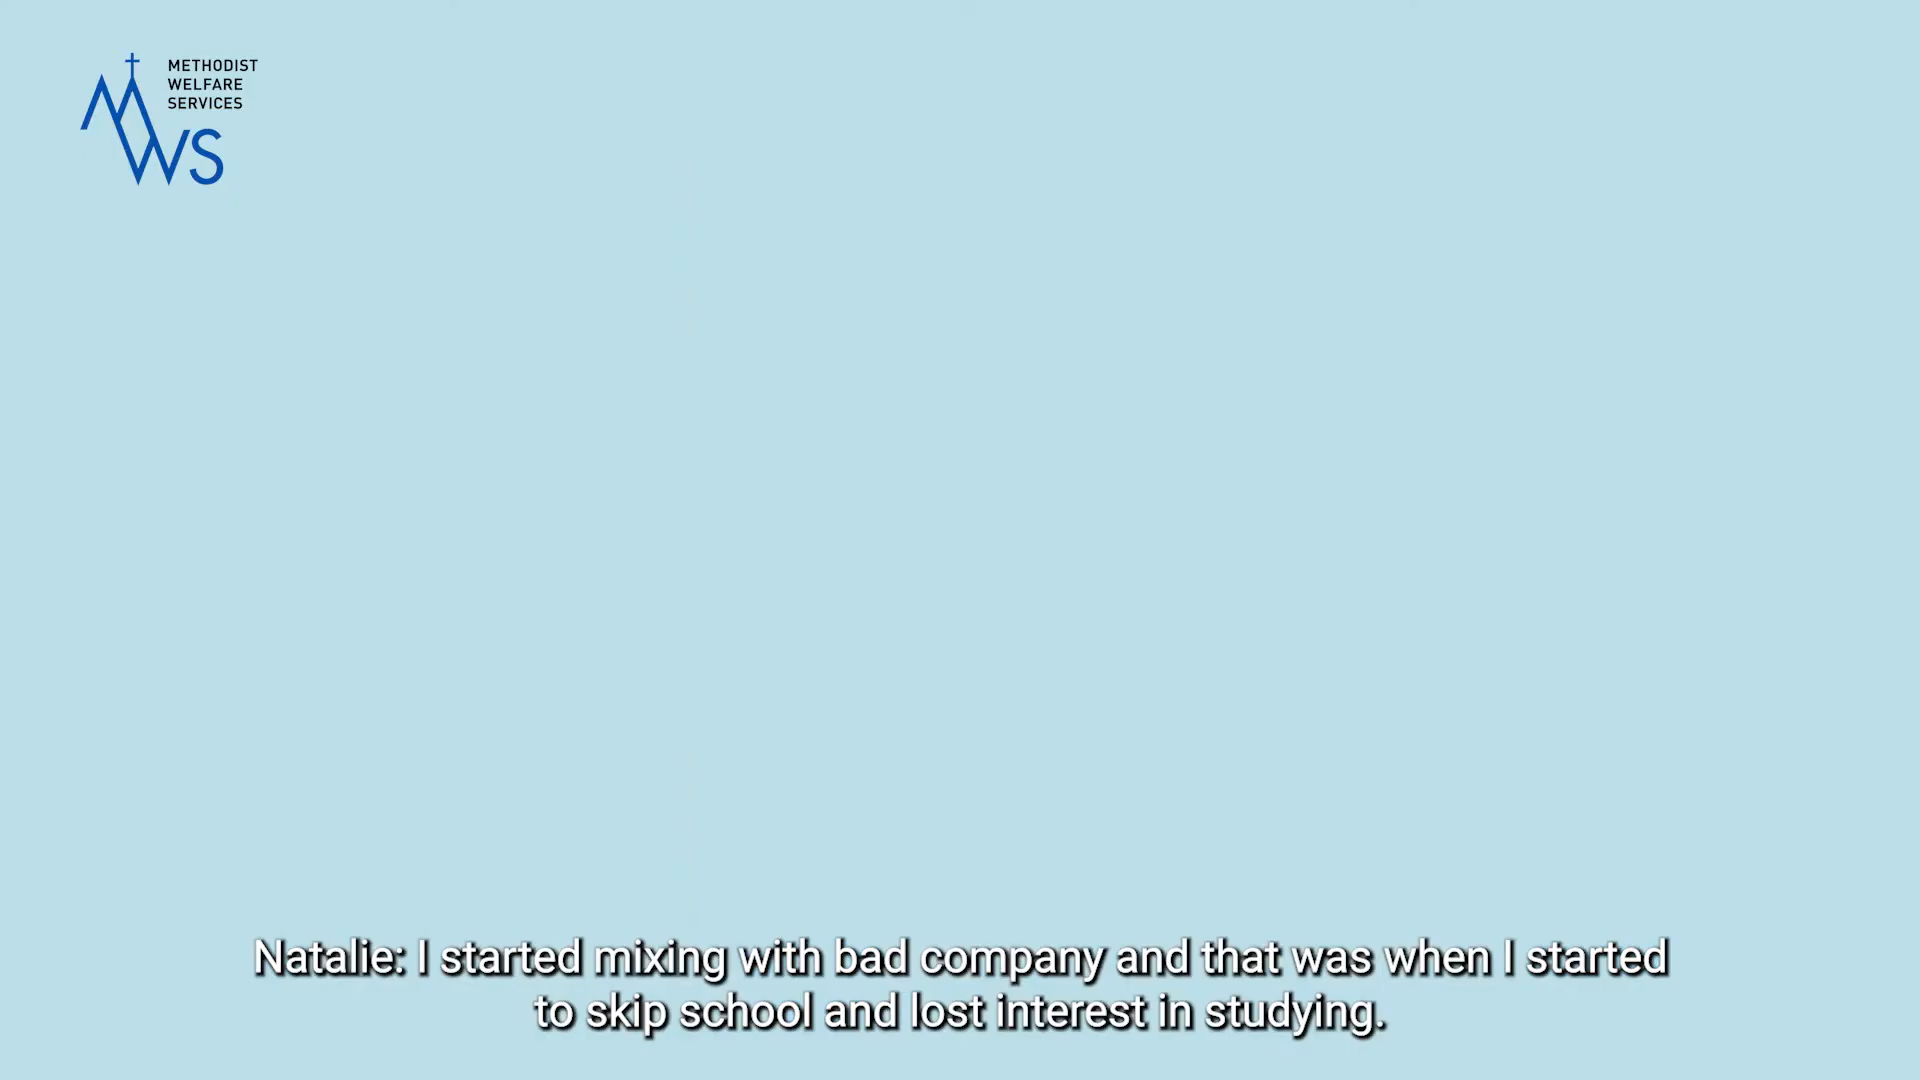 METHODIST
WELFARE
SERVICES
MWS
Natalie: I started mixing with bad company and that was when I started
to skip school and lost interest in studying.